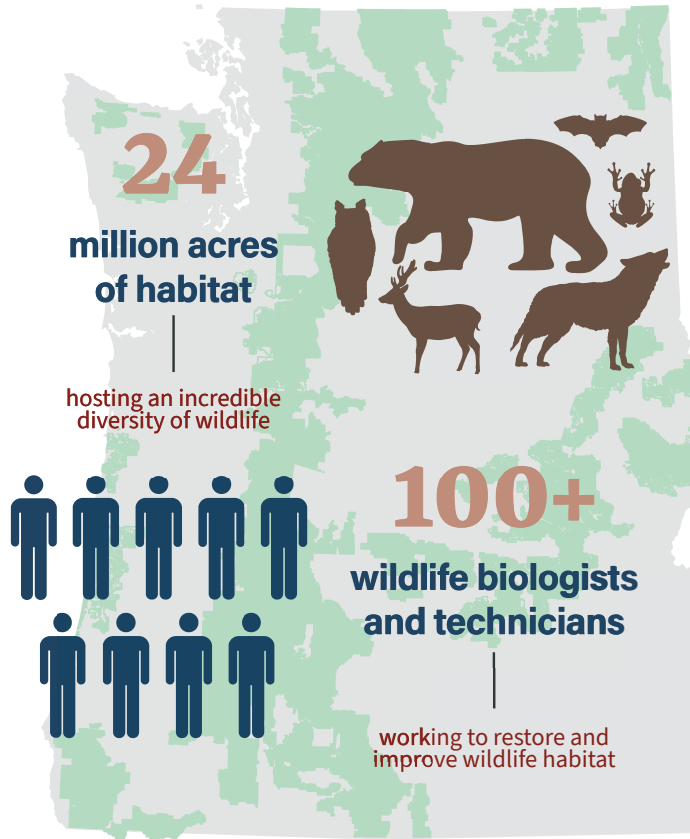 24
million acres
of habitat
hosting an incredible
diversity of wildlife
100+
wildlife biologists
and technicians
working to restore and
improve wildlife habitat